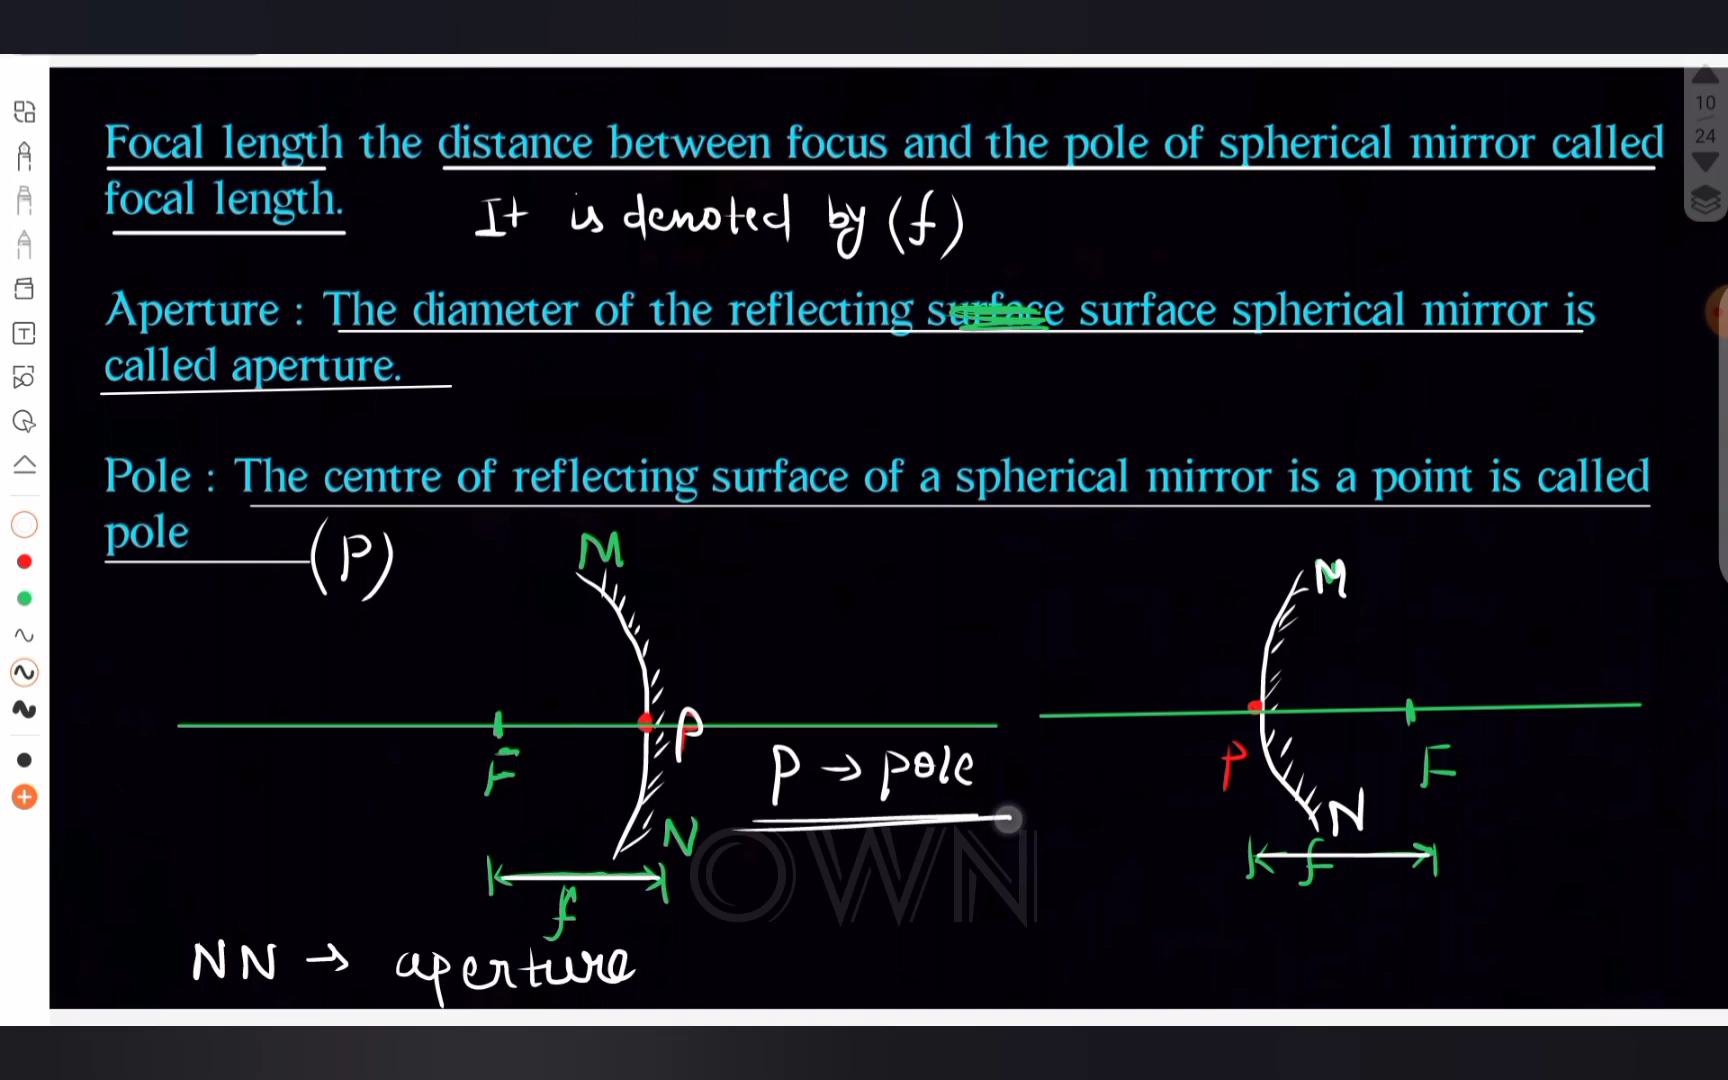 Focal length the distance between focus and the pole of spherical mirror called
focal length.
It is denoted by (f)
Aperture : The diameter of the reflecting surface surface spherical mirror is
called aperture.
Pole : The centre of reflecting surface of a spherical mirror is a point is called
pole
(P)
M
M
P
F
P → pole
P
F
N
N
f
f
NN → aperture
OWN
10
24